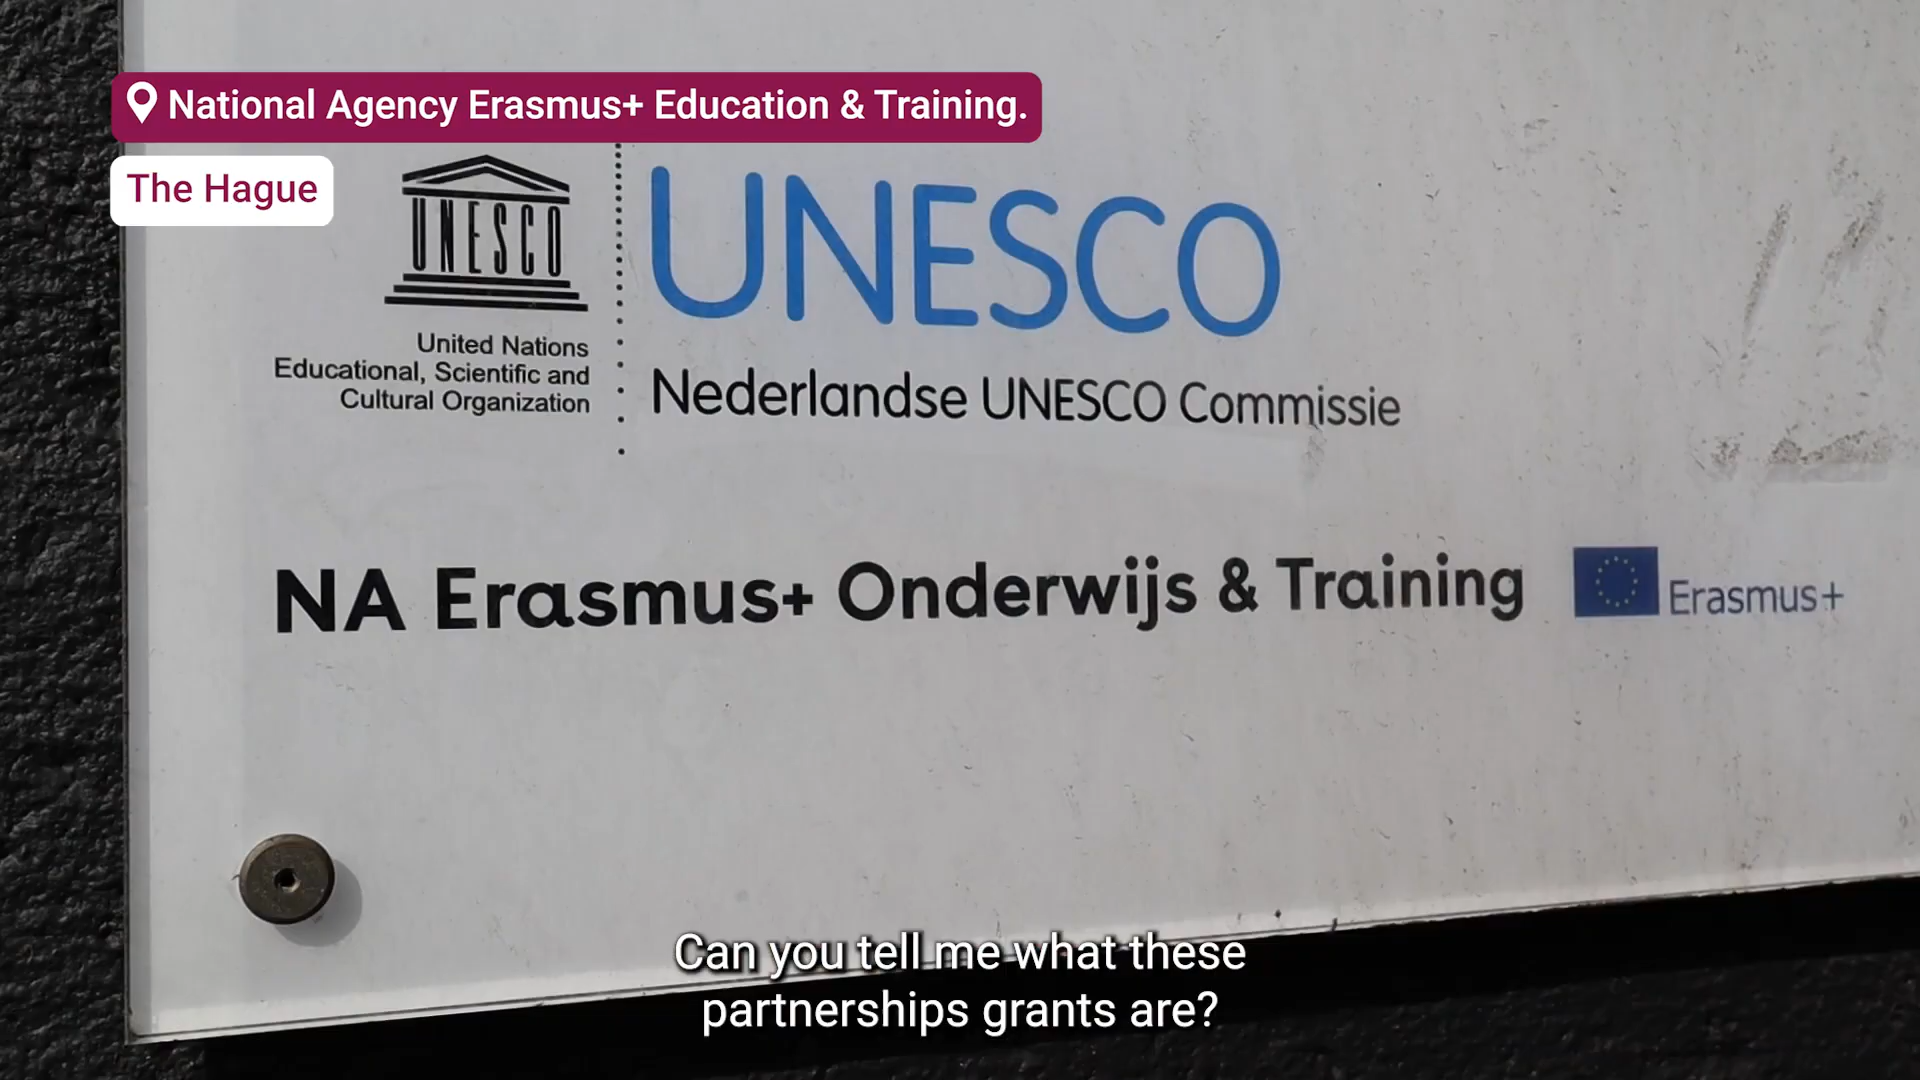 National Agency Erasmus+ Education & Training.
The Hague
UNESCO
United Nations
Educational, Scientific and
Cultural Organization
UNESCO
Nederlandse UNESCO Commissie
NA Erasmus+ Onderwijs & Training
Erasmus+
Can you tell me what these
partnerships grants are?